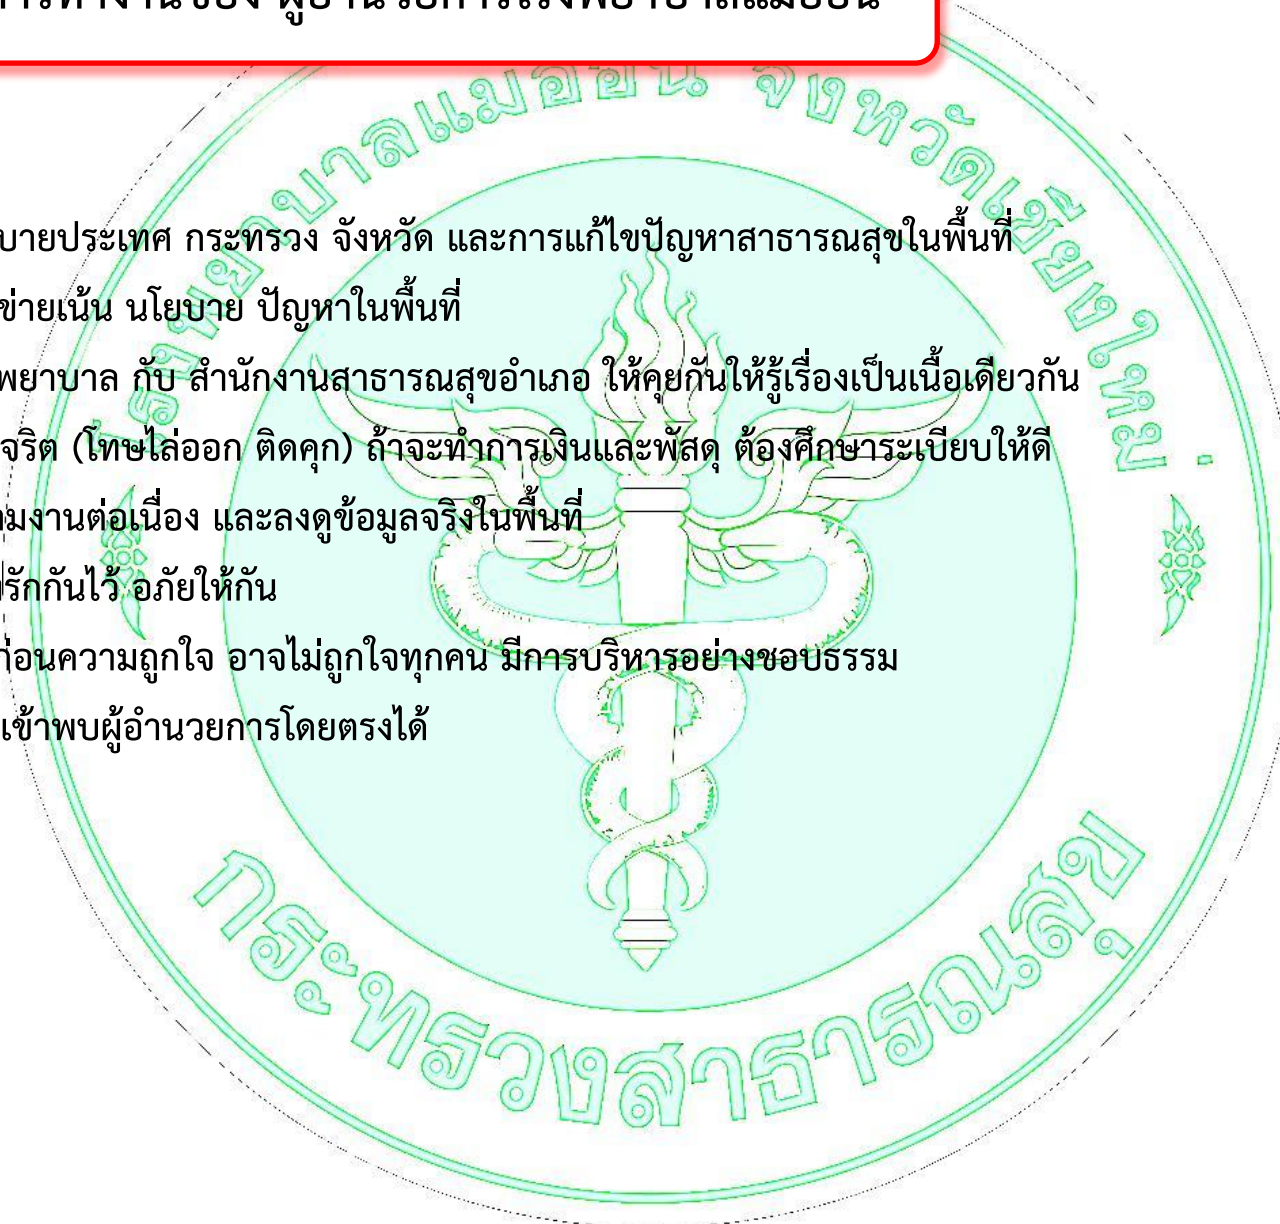 การทำงานของ ผู้อำนวยการโรงพยาบาลแม่ออน
โรงพยาบาลแม่ออน จังหวัดเชียงใหม่
บายประเทศ กระทรวง จังหวัด และการแก้ไขปัญหาสาธารณสุขในพื้นที่
ข่ายเน้น นโยบาย ปัญหาในพื้นที่
พยาบาล กับ สำนักงานสาธารณสุขอำเภอ ให้คุยกันให้รู้เรื่องเป็นเนื้อเดียวกัน
จริต (โทษไล่ออก ติดคุก) ถ้าจะทำการเงินและพัสดุ ต้องศึกษาระเบียบให้ดี
มงานต่อเนื่อง และลงดูข้อมูลจริงในพื้นที่
รักกันไว้ อภัยให้กัน
ก่อนความถูกใจ อาจไม่ถูกใจทุกคน มีการบริหารอย่างชอบธรรม
เข้าพบผู้อำนวยการโดยตรงได้
กระทรวงสาธารณสุข